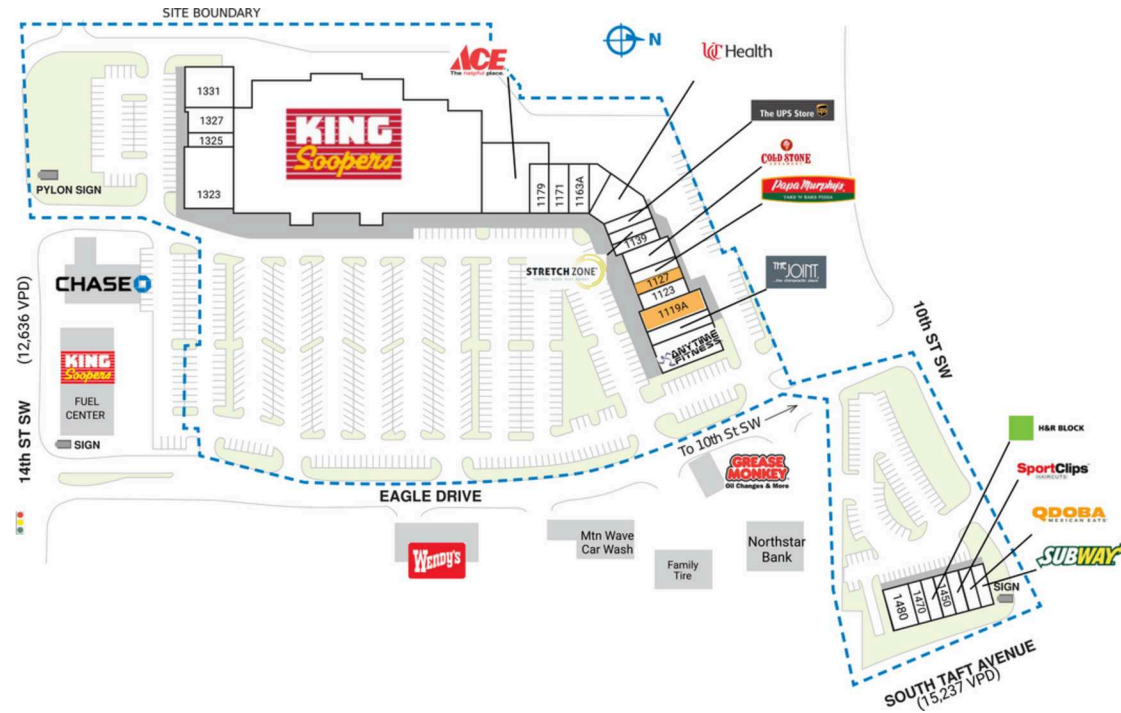 SITE BOUNDARY
N
ACE
The helpful place.
UC Health
The UPS Store
ups
COLD STONE
CREAMERY
Papa Murphy's
TAKE 'N' BAKE PIZZA
1331
1327
1325
1323
KING
Soopers
1179
1171
1163A
1139
STRETCH ZONE
1127
1123
1119A
THE JOINT
...the chiropractic place
ANYTIME
FITNESS
PYLON SIGN
CHASE
KING
Soopers
FUEL
CENTER
SIGN
14th ST SW
(12,636 VPD)
10th ST SW
To 10th St SW
EAGLE DRIVE
GREASE
MONKEY
Oil Changes & More
WENDY'S
Mtn Wave
Car Wash
Family
Tire
Northstar
Bank
H&R BLOCK
SportClips
HAIRCUTS
QDOBA
MEXICAN EATS
SUBWAY
SIGN
1480
1470
1450
SOUTH TAFT AVENUE
(15,237 VPD)